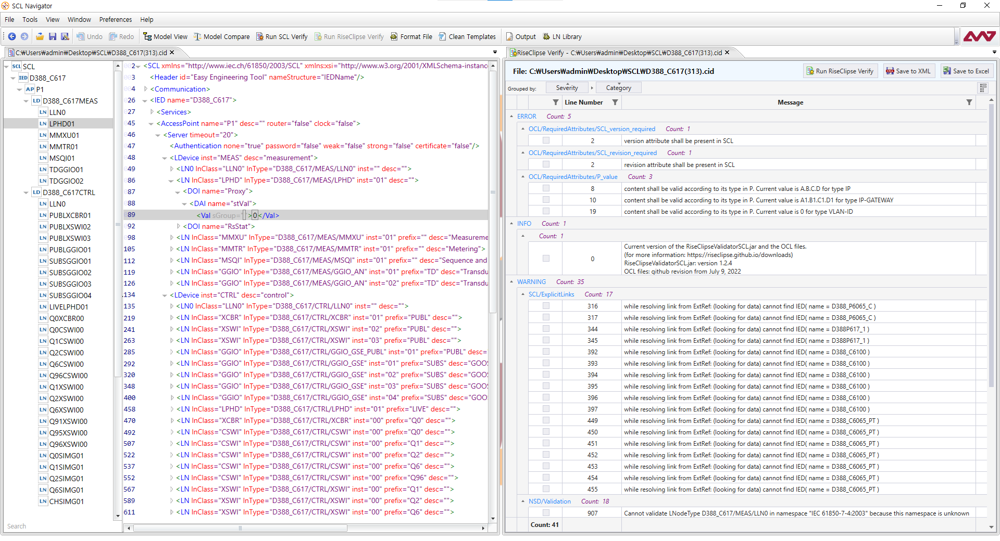 SCL Navigator
File Tools View Window Preferences Help
Undo Redo Model View Model Compare Run SCL Verify Run RiseClipse Verify Format File Clean Templates Output LN Library
C:₩Users₩admin₩Desktop₩SCL₩D388_C617(313).cid
SCL SCL
IED D388_C617
AP P1
LD D388_C617MEAS
LN LLN0
LN LPHD01
LN MMXU01
LN MMTR01
LN MSQI01
LN TDGGIO01
LN TDGGIO02
LD D388_C617CTRL
LN LLN0
LN PUBLXCBR01
LN PUBLXSWI02
LN PUBLXSWI03
LN PUBLGGIO01
LN SUBSGGIO01
LN SUBSGGIO02
LN SUBSGGIO03
LN SUBSGGIO04
LN LIVELPHD01
LN Q0XCBR00
LN Q0CSWI00
LN Q1CSWI00
LN Q2CSWI00
LN Q6CSWI00
LN Q96CSWI00
LN Q1XSWI00
LN Q2XSWI00
LN Q6XSWI00
LN Q91XSWI00
LN Q95XSWI00
LN Q96XSWI00
LN Q0SIMG01
LN Q1SIMG01
LN Q2SIMG01
LN Q6SIMG01
LN CHSIMG01
Search
002 <SCL xmlns="http://www.iec.ch/61850/2003/SCL" xmlns:xsi="http://www.w3.org/2001/XMLSchema-instance
003 <Header id="Easy Engineering Tool" nameStructure="IEDName"/>
004 <Communication>
026 <IED name="D388_C617">
027 <Services>
045 <AccessPoint name="P1" desc="" router="false" clock="false">
046 <Server timeout="20">
047 <Authentication none="true" password="false" weak="false" strong="false" certificate="false"/>
048 <LDevice inst="MEAS" desc="measurement">
049 <LN0 lnClass="LLN0" lnType="D388_C617/MEAS/LLN0" inst="" desc="">
086 <LN lnClass="LPHD" lnType="D388_C617/MEAS/LPHD" inst="01" desc="">
087 <DOI name="Proxy">
088 <DAI name="stVal">
089 <Val sGroup=" ">0</Val>
092 <DOI name="RsStat">
098 <LN lnClass="MMXU" lnType="D388_C617/MEAS/MMXU" inst="01" prefix="" desc="Measureme
105 <LN lnClass="MMTR" lnType="D388_C617/MEAS/MMTR" inst="01" prefix="" desc="Metering">
112 <LN lnClass="MSQI" lnType="D388_C617/MEAS/MSQI" inst="01" prefix="" desc="Sequence and
119 <LN lnClass="GGIO" lnType="D388_C617/MEAS/GGIO_AN" inst="01" prefix="TD" desc="Transdu
126 <LN lnClass="GGIO" lnType="D388_C617/MEAS/GGIO_AN" inst="02" prefix="TD" desc="Transdu
134 <LDevice inst="CTRL" desc="control">
135 <LN0 lnClass="LLN0" lnType="D388_C617/CTRL/LLN0" inst="" desc="">
219 <LN lnClass="XCBR" lnType="D388_C617/CTRL/XCBR" inst="01" prefix="PUBL" desc="">
241 <LN lnClass="XSWI" lnType="D388_C617/CTRL/XSWI" inst="02" prefix="PUBL" desc="">
263 <LN lnClass="XSWI" lnType="D388_C617/CTRL/XSWI" inst="03" prefix="PUBL" desc="">
285 <LN lnClass="GGIO" lnType="D388_C617/CTRL/GGIO_GSE_PUBL" inst="01" prefix="PUBL" desc=
292 <LN lnClass="GGIO" lnType="D388_C617/CTRL/GGIO_GSE" inst="01" prefix="SUBS" desc="GOOS
320 <LN lnClass="GGIO" lnType="D388_C617/CTRL/GGIO_GSE" inst="02" prefix="SUBS" desc="GOOS
348 <LN lnClass="GGIO" lnType="D388_C617/CTRL/GGIO_GSE" inst="03" prefix="SUBS" desc="GOOS
400 <LN lnClass="GGIO" lnType="D388_C617/CTRL/GGIO_GSE" inst="04" prefix="SUBS" desc="GOOS
458 <LN lnClass="LPHD" lnType="D388_C617/CTRL/LPHD" inst="01" prefix="LIVE" desc="">
470 <LN lnClass="XCBR" lnType="D388_C617/CTRL/XCBR" inst="00" prefix="Q0" desc="">
492 <LN lnClass="CSWI" lnType="D388_C617/CTRL/CSWI" inst="00" prefix="Q0" desc="">
507 <LN lnClass="CSWI" lnType="D388_C617/CTRL/CSWI" inst="00" prefix="Q1" desc="">
522 <LN lnClass="CSWI" lnType="D388_C617/CTRL/CSWI" inst="00" prefix="Q2" desc="">
537 <LN lnClass="CSWI" lnType="D388_C617/CTRL/CSWI" inst="00" prefix="Q6" desc="">
552 <LN lnClass="CSWI" lnType="D388_C617/CTRL/CSWI" inst="00" prefix="Q96" desc="">
567 <LN lnClass="XSWI" lnType="D388_C617/CTRL/XSWI" inst="00" prefix="Q1" desc="">
589 <LN lnClass="XSWI" lnType="D388_C617/CTRL/XSWI" inst="00" prefix="Q2" desc="">
611 <LN lnClass="XSWI" lnType="D388_C617/CTRL/XSWI" inst="00" prefix="Q6" desc="">
RiseClipse Verify - C:₩Users₩admin₩Desktop₩SCL₩D388_C617(313).cid
File: C:₩Users₩admin₩Desktop₩SCL₩D388_C617(313).cid Run RiseClipse Verify Save to XML Save to Excel
Grouped by: Severity Category
Line Number Message
ERROR Count: 5
OCL/RequiredAttributes/SCL_version_required Count: 1
2 version attribute shall be present in SCL
OCL/RequiredAttributes/SCL_revision_required Count: 1
2 revision attribute shall be present in SCL
OCL/RequiredAttributes/P_value Count: 3
8 content shall be valid according to its type in P. Current value is A.B.C.D for type IP
10 content shall be valid according to its type in P. Current value is A1.B1.C1.D1 for type IP-GATEWAY
19 content shall be valid according to its type in P. Current value is 0 for type VLAN-ID
INFO Count: 1
Count: 1
Current version of the RiseClipseValidatorSCL.jar and the OCL files.
(for more information: https://riseclipse.github.io/downloads)
0 RiseClipseValidatorSCL.jar: version 1.2.4
OCL files: github revision from July 9, 2022
WARNING Count: 35
SCL/ExplicitLinks Count: 17
316 while resolving link from ExtRef: (looking for data) cannot find IED( name = D388_P6065_C )
317 while resolving link from ExtRef: (looking for data) cannot find IED( name = D388_P6065_C )
344 while resolving link from ExtRef: (looking for data) cannot find IED( name = D388P617_1 )
345 while resolving link from ExtRef: (looking for data) cannot find IED( name = D388P617_1 )
392 while resolving link from ExtRef: (looking for data) cannot find IED( name = D388_C6100 )
393 while resolving link from ExtRef: (looking for data) cannot find IED( name = D388_C6100 )
394 while resolving link from ExtRef: (looking for data) cannot find IED( name = D388_C6100 )
395 while resolving link from ExtRef: (looking for data) cannot find IED( name = D388_C6100 )
396 while resolving link from ExtRef: (looking for data) cannot find IED( name = D388_C6100 )
397 while resolving link from ExtRef: (looking for data) cannot find IED( name = D388_C6100 )
449 while resolving link from ExtRef: (looking for data) cannot find IED( name = D388_C6065_PT )
450 while resolving link from ExtRef: (looking for data) cannot find IED( name = D388_C6065_PT )
451 while resolving link from ExtRef: (looking for data) cannot find IED( name = D388_C6065_PT )
452 while resolving link from ExtRef: (looking for data) cannot find IED( name = D388_C6065_PT )
453 while resolving link from ExtRef: (looking for data) cannot find IED( name = D388_C6065_PT )
454 while resolving link from ExtRef: (looking for data) cannot find IED( name = D388_C6065_PT )
455 while resolving link from ExtRef: (looking for data) cannot find IED( name = D388_C6065_PT )
NSD/Validation Count: 18
907 Cannot validate LNodeType D388_C617/MEAS/LLN0 in namespace "IEC 61850-7-4:2003" because this namespace is unknown
Count: 41